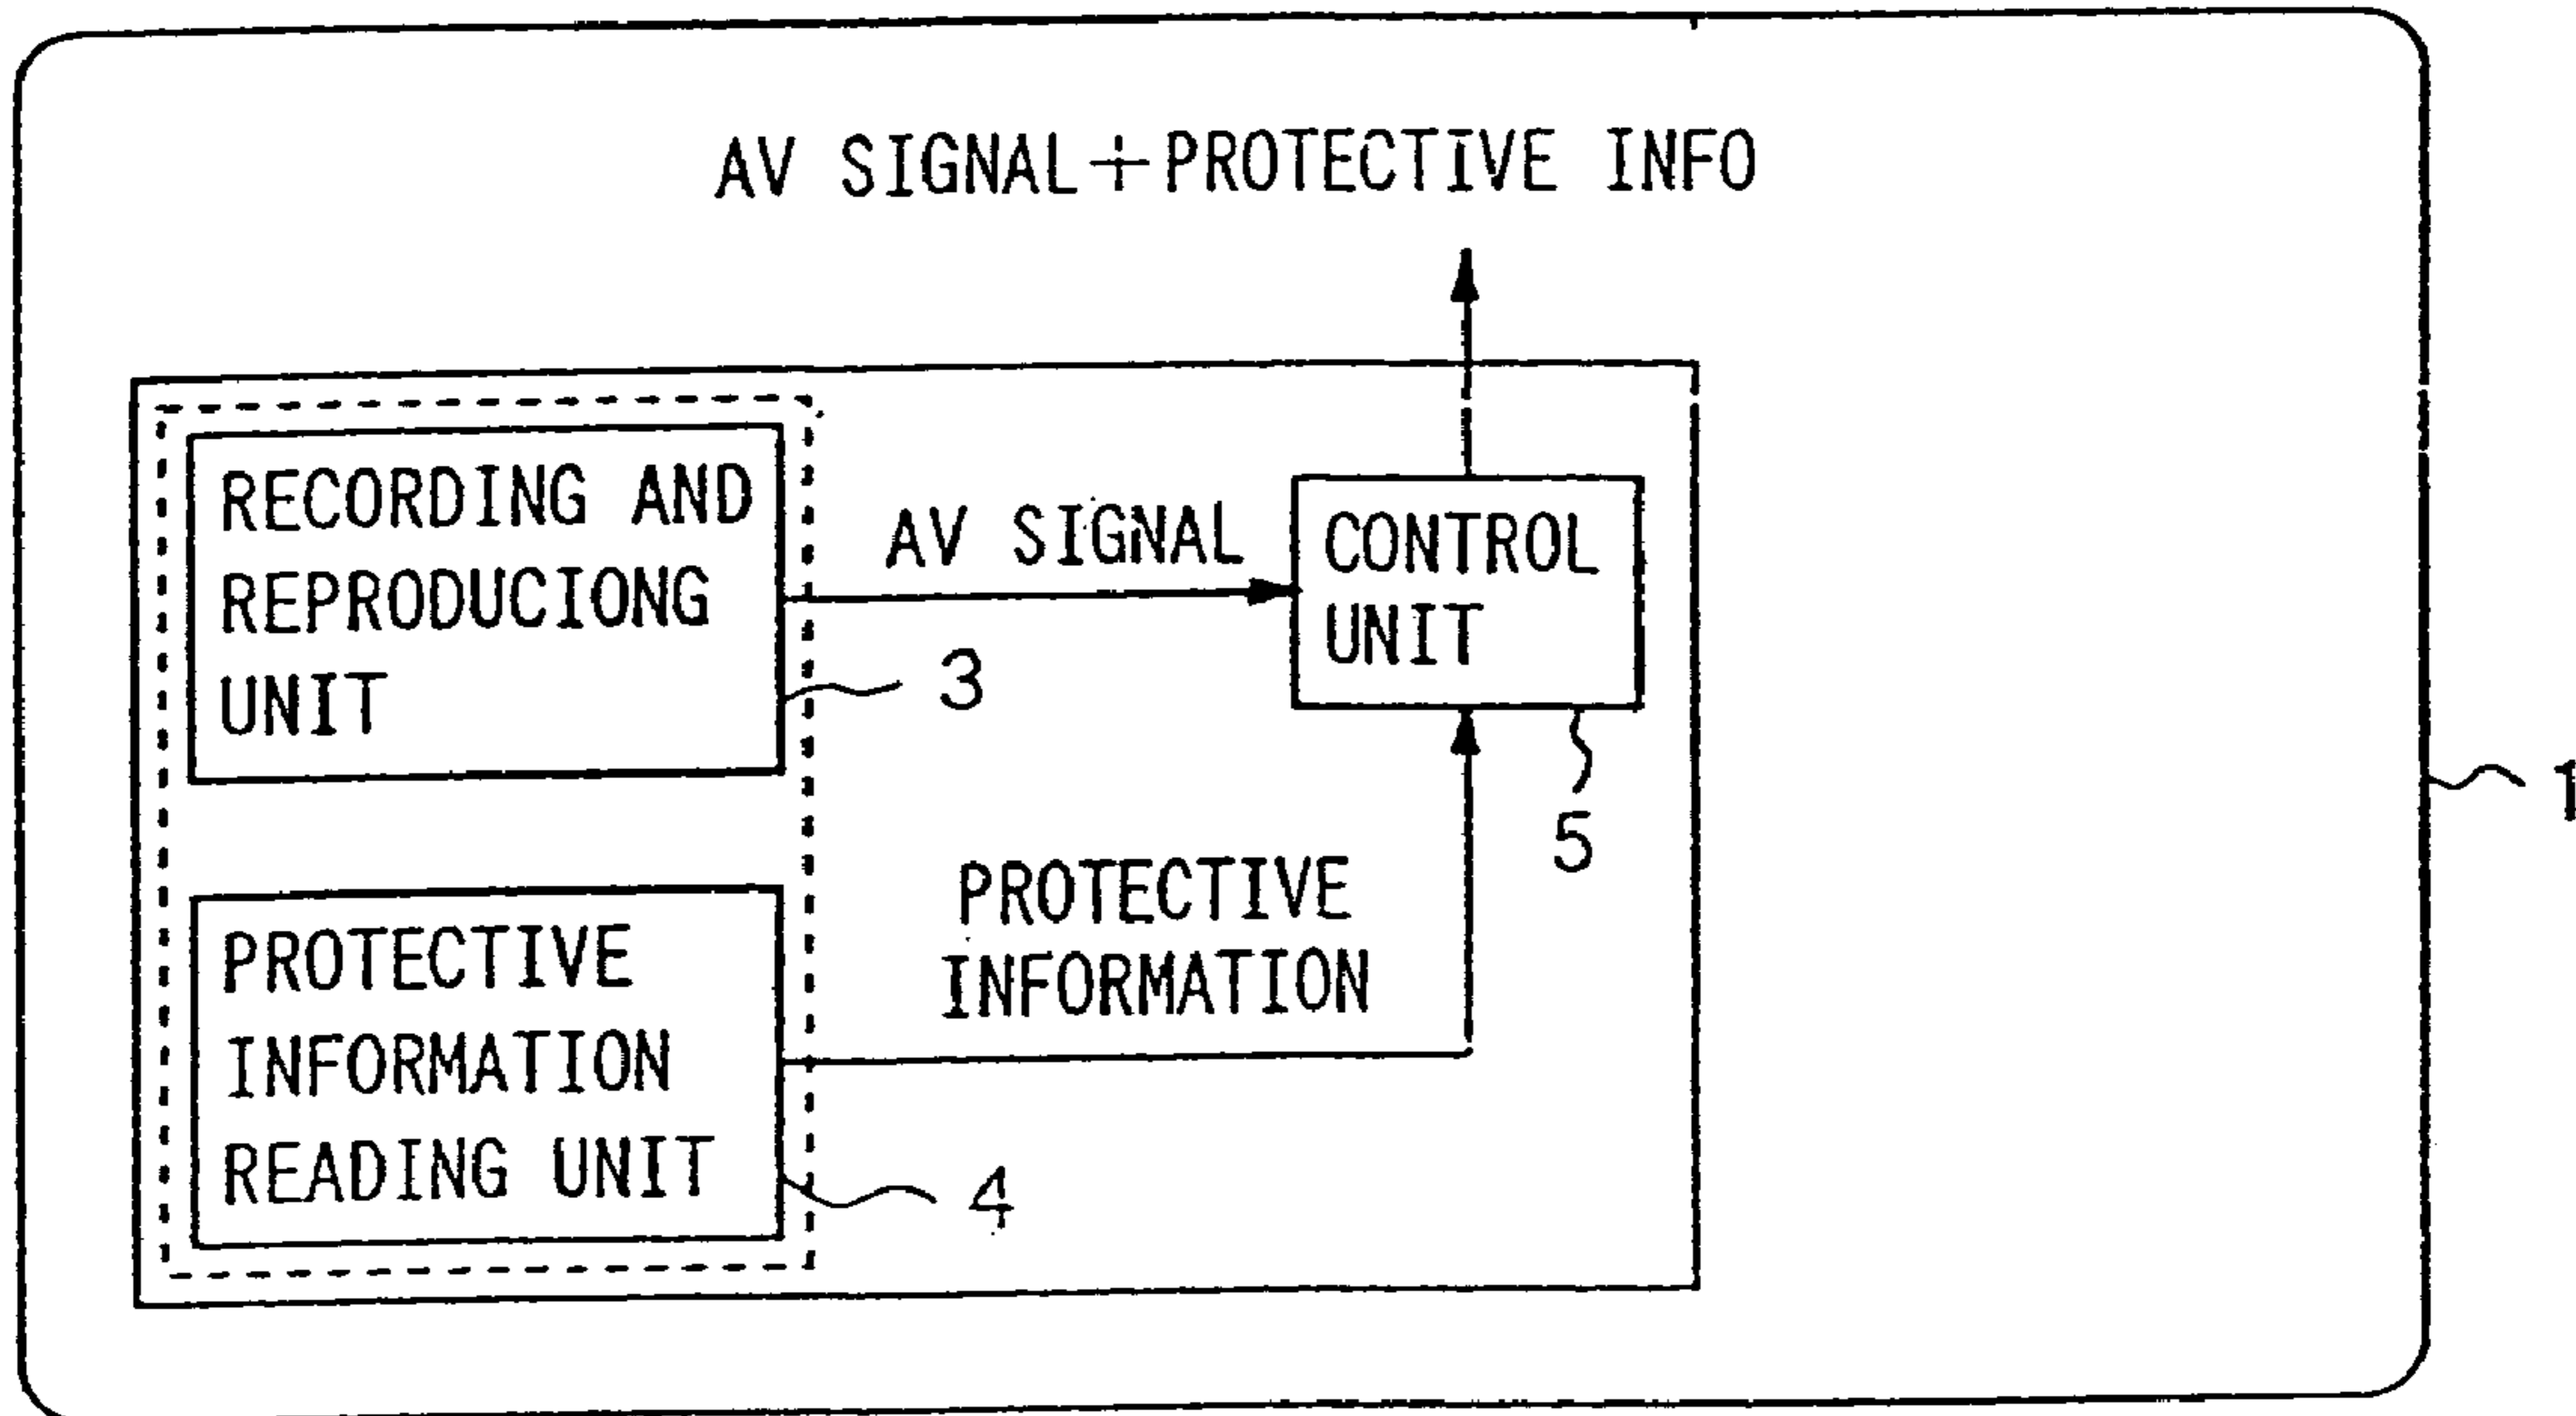 AV SIGNAL+PROTECTIVE INFO
RECORDING AND
REPRODUCIONG
UNIT
3
AV SIGNAL
CONTROL
UNIT
5
1
PROTECTIVE
INFORMATION
PROTECTIVE
INFORMATION
READING UNIT
4